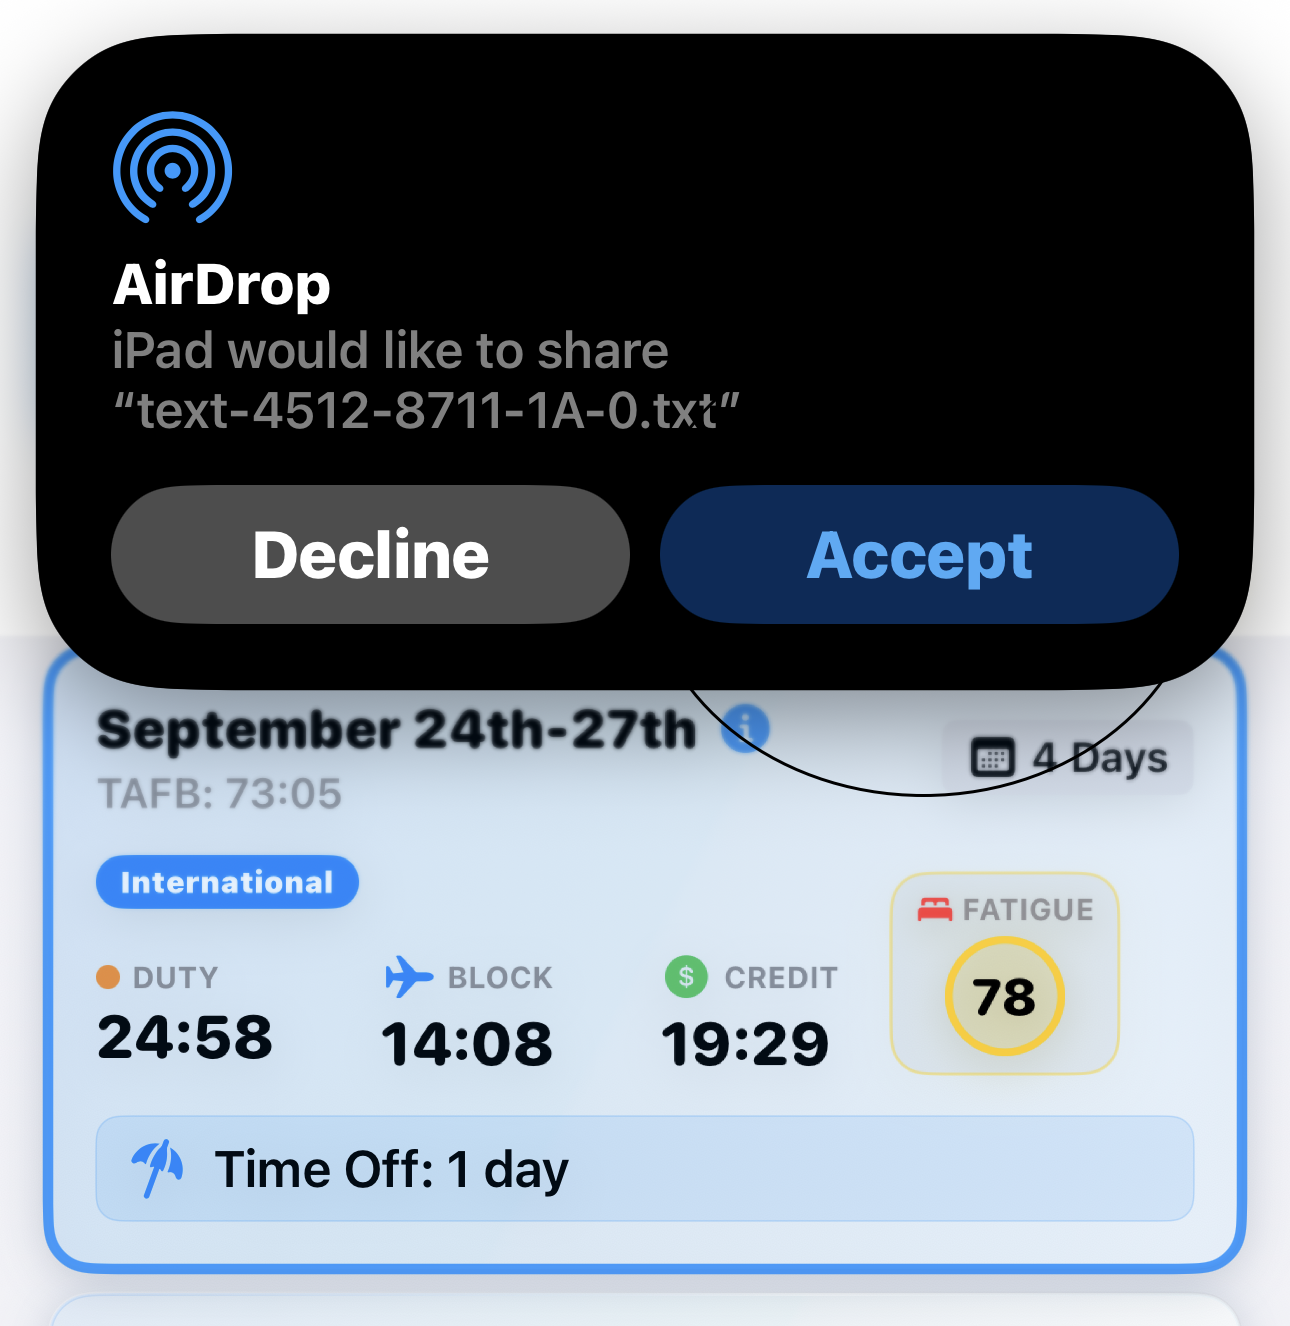 AirDrop
iPad would like to share
“text-4512-8711-1A-0.txt”
Decline Accept
September 24th-27th
4 Days
TAFB: 73:05
International
FATIGUE
78
DUTY BLOCK CREDIT
24:58 14:08 19:29
Time Off: 1 day